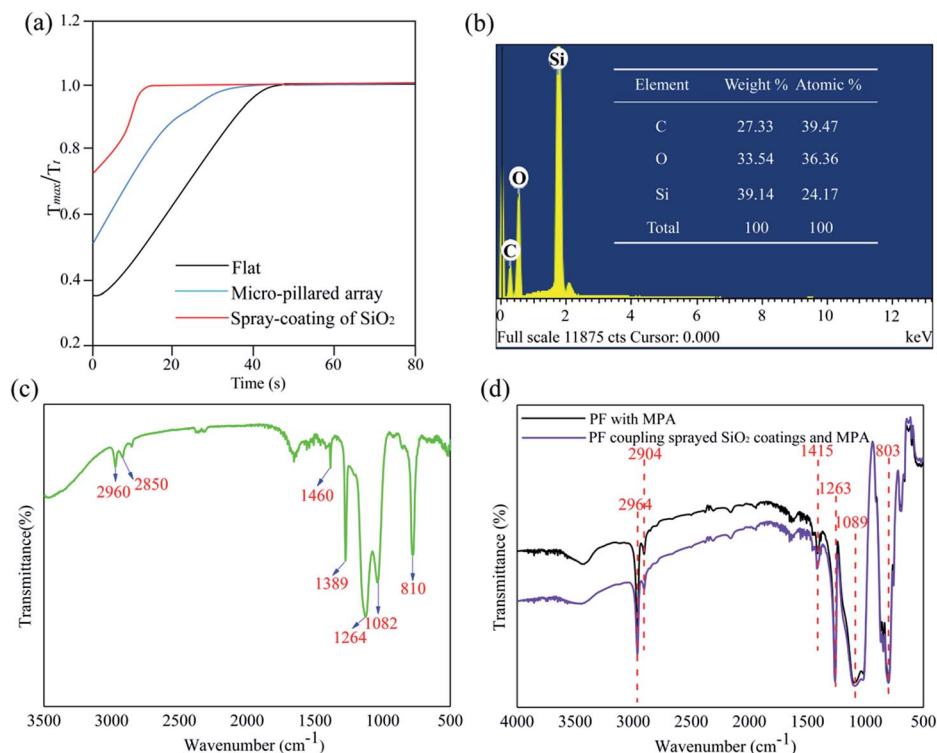 (a)
1.2
1.0
0.8
0.6
0.4
0.2
Tmax/Tt
0 20 40 60 80
Time (s)
Flat
Micro-pillared array
Spray-coating of SiO₂
(b)
Si
O
C
Element Weight % Atomic %
C 27.33 39.47
O 33.54 36.36
Si 39.14 24.17
Total 100 100
0 2 4 6 8 10 12
Full scale 11875 cts Cursor: 0.000 keV
(c)
2960 2850
1460
1389
810
1264 1082
Transmittance(%)
3500 3000 2500 2000 1500 1000 500
Wavenumber (cm⁻¹)
(d)
PF with MPA
PF coupling sprayed SiO₂ coatings and MPA
2904 1415 803
2964 1263
1089
Transmittance (%)
4000 3500 3000 2500 2000 1500 1000 500
Wavenumber (cm⁻¹)